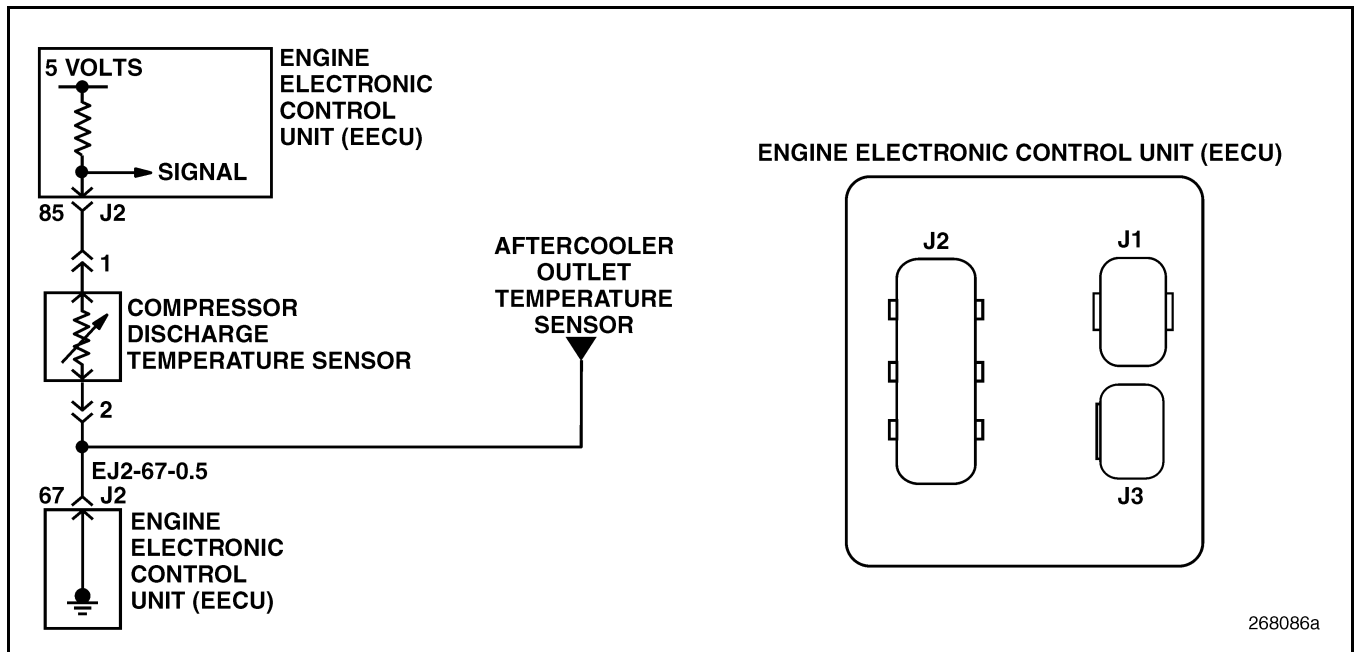 5 VOLTS
ENGINE
ELECTRONIC
CONTROL
UNIT (EECU)
SIGNAL
85 J2
1
COMPRESSOR
DISCHARGE
TEMPERATURE SENSOR
2
AFTERCOOLER
OUTLET
TEMPERATURE
SENSOR
EJ2-67-0.5
67 J2
ENGINE
ELECTRONIC
CONTROL
UNIT (EECU)
ENGINE ELECTRONIC CONTROL UNIT (EECU)
J2
J1
J3
268086a